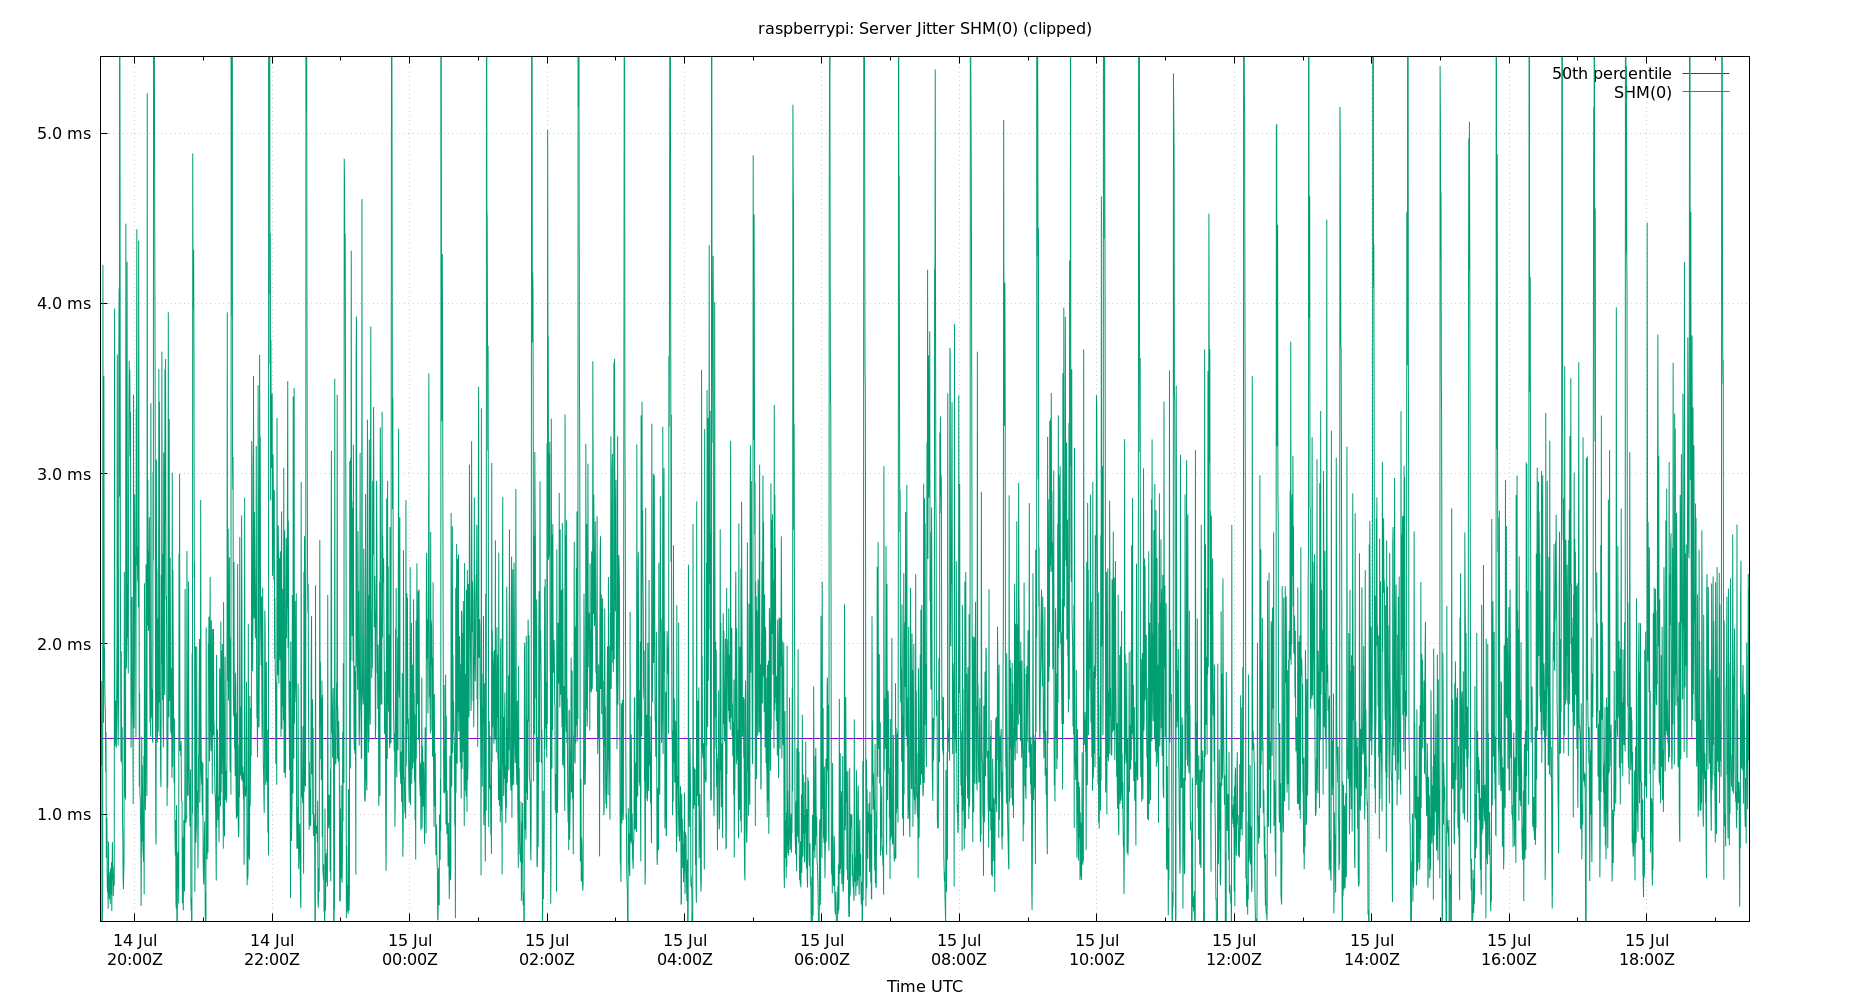 raspberrypi: Server Jitter SHM(0) (clipped)
50th percentile
SHM(0)
5.0 ms
4.0 ms
3.0 ms
2.0 ms
1.0 ms
14 Jul 14 Jul 15 Jul 15 Jul 15 Jul 15 Jul 15 Jul 15 Jul 15 Jul 15 Jul 15 Jul 15 Jul
20:00Z 22:00Z 00:00Z 02:00Z 04:00Z 06:00Z 08:00Z 10:00Z 12:00Z 14:00Z 16:00Z 18:00Z
Time UTC